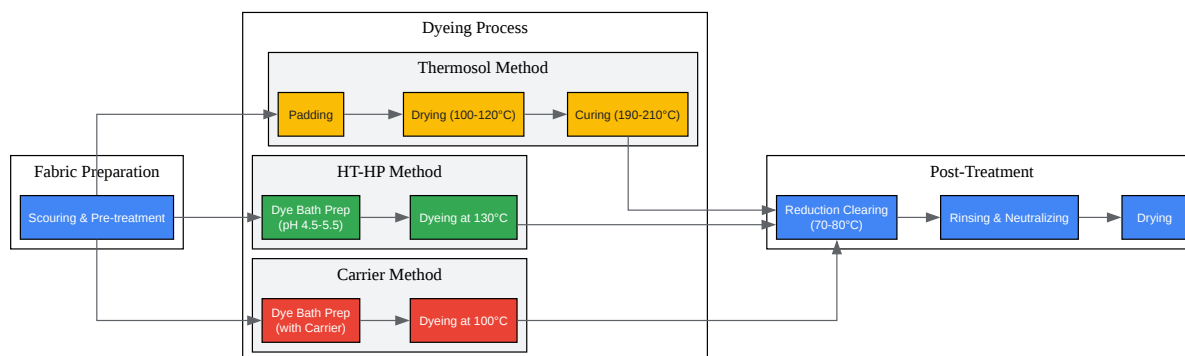 Dyeing Process
Thermosol Method
Padding
Drying (100-120°C)
Curing (190-210°C)
Fabric Preparation
Scouring & Pre-treatment
HT-HP Method
Dye Bath Prep
(pH 4.5-5.5)
Dyeing at 130°C
Carrier Method
Dye Bath Prep
(with Carrier)
Dyeing at 100°C
Post-Treatment
Reduction Clearing
(70-80°C)
Rinsing & Neutralizing
Drying